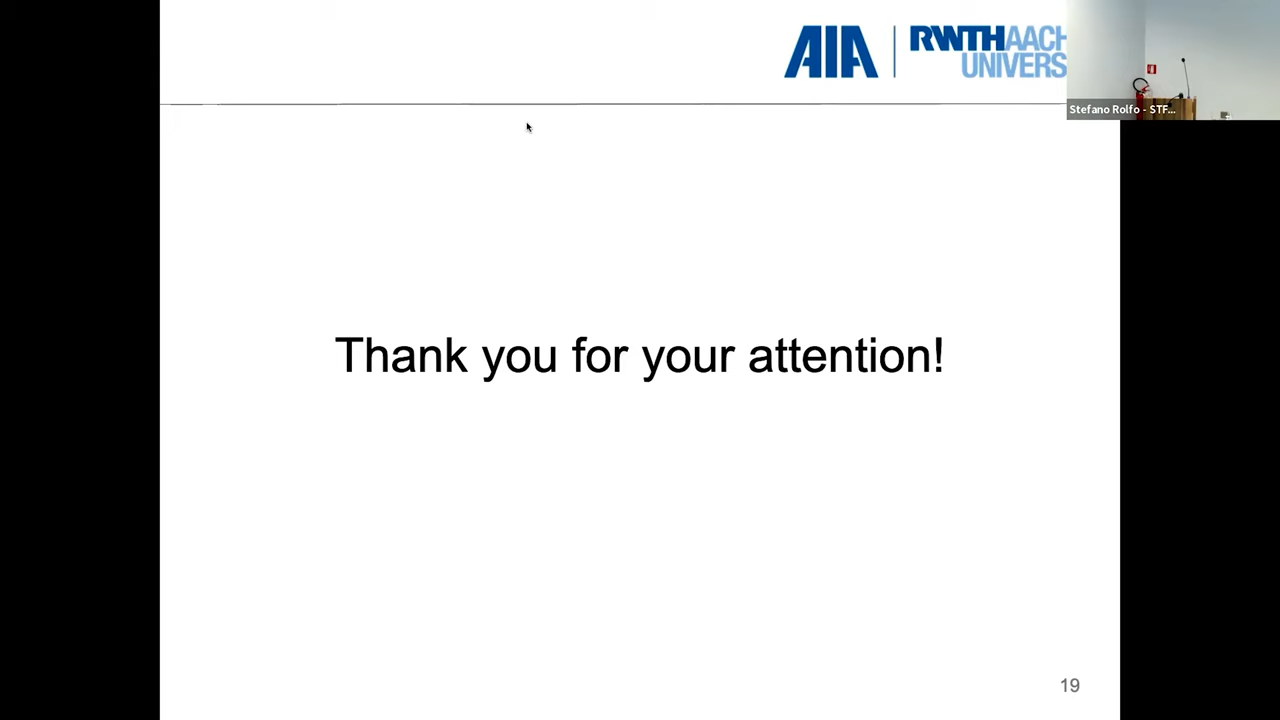 AIA
RWTHAACH
UNIVERS
Stefano Rolfo - STF...
Thank you for your attention!
19